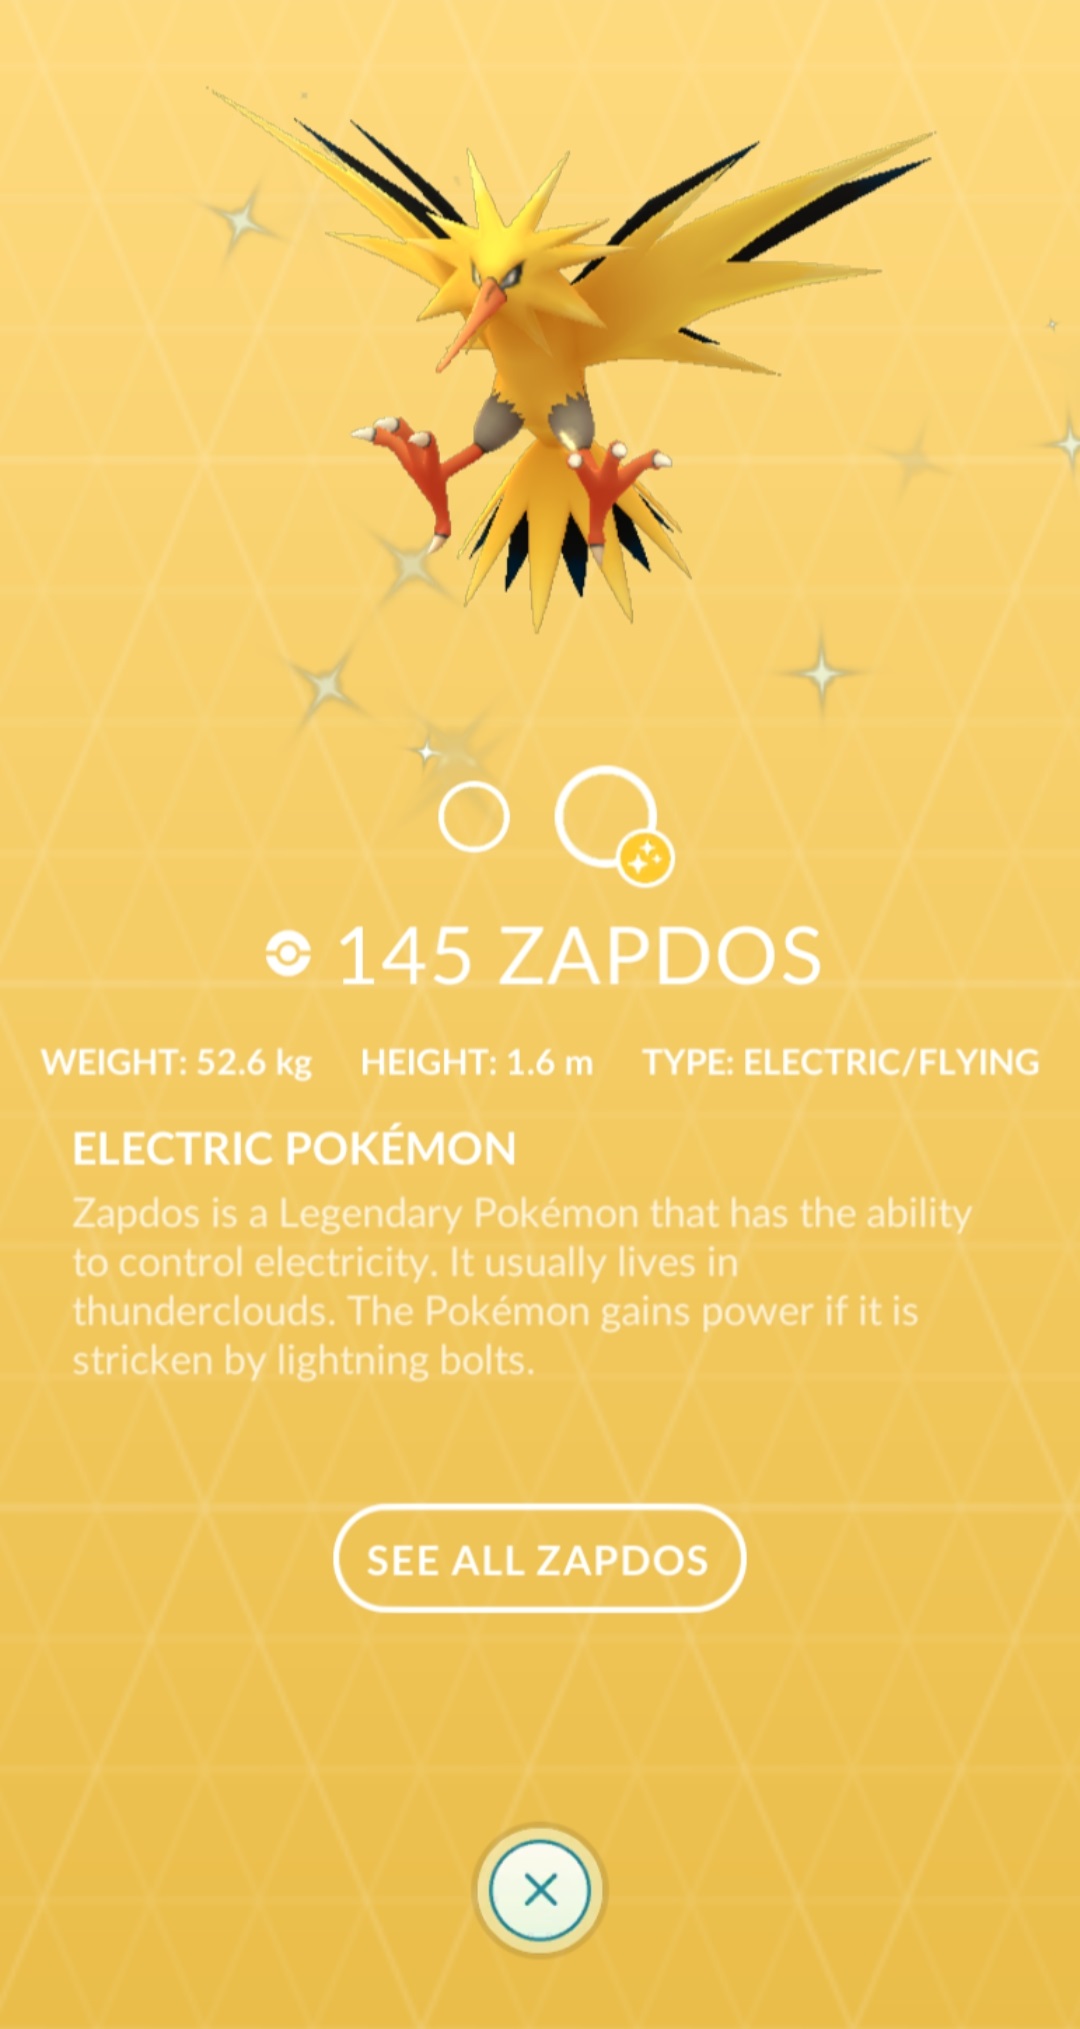 145 ZAPDOS
WEIGHT: 52.6 kg HEIGHT: 1.6 m TYPE: ELECTRIC/FLYING
ELECTRIC POKÉMON
Zapdos is a Legendary Pokémon that has the ability
to control electricity. It usually lives in
thunderclouds. The Pokémon gains power if it is
stricken by lightning bolts.
SEE ALL ZAPDOS